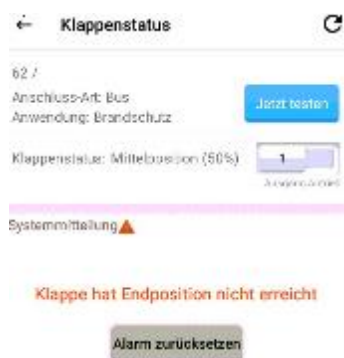 Klappenstatus
62 /
Anschluss-Art: Bus
Jetzt testen
Anwendung: Brandschutz
Klappenstatus: Mittelposition (50%)
1
Systemmitteilung
Klappe hat Endposition nicht erreicht
Alarm zurücksetzen